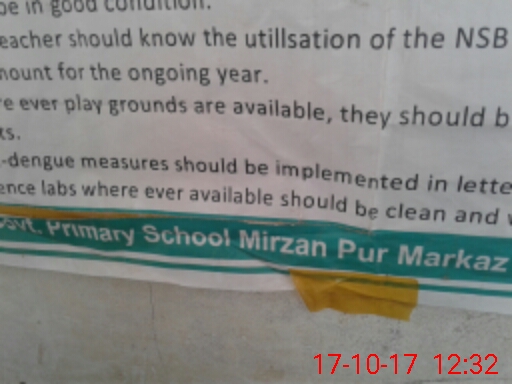 be in good condition.
eacher should know the utillsation of the NSB
mount for the ongoing year.
re ever play grounds are available, they should b
ts.
-dengue measures should be implemented in lette
ence labs where ever available should be clean and w
Govt. Primary School Mirzan Pur Markaz
17-10-17 12:32